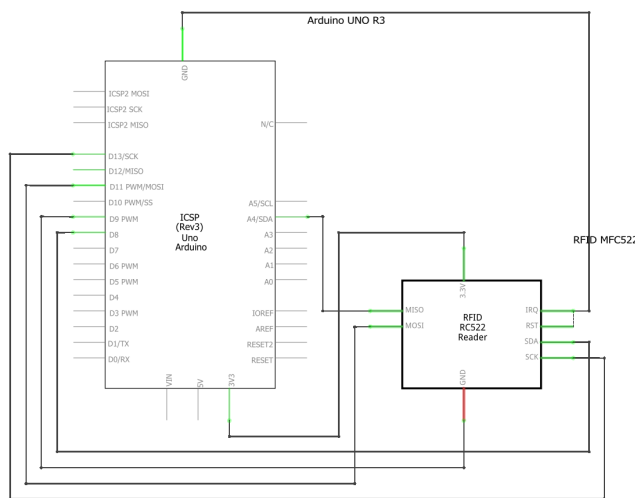 Arduino UNO R3
GND
ICSP2 MOSI
ICSP2 SCK
ICSP2 MISO
N/C
D13/SCK
D12/MISO
D11 PWM/MOSI
D10 PWM/SS
D9 PWM
D8
D7
D6 PWM
D5 PWM
D4
D3 PWM
D2
D1/TX
D0/RX
ICSP
(Rev3)
Uno
Arduino
A5/SCL
A4/SDA
A3
A2
A1
A0
IOREF
AREF
RESET2
RESET
VIN
5V
3V3
RFID MFC522
3.3V
MISO
MOSI
RFID
RC522
Reader
IRQ
RST
SDA
SCK
GND